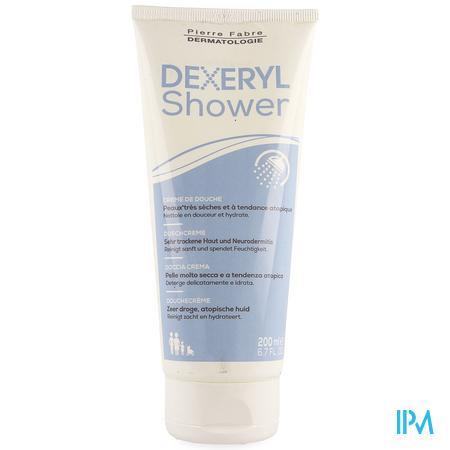 Pierre Fabre
DERMATOLOGIE
DEXERYL
Shower
CRÈME DE DOUCHE
Peaux très sèches et à tendance atopique
Nettoie en douceur et hydrate.
DUSCHCREME
Sehr trockene Haut und Neurodermitis
Reinigt sanft und spendet Feuchtigkeit.
DOCCIA CREMA
Pelle molto secca e a tendenza atopica
Deterge delicatamente e idrata.
DOUCHECRÈME
Zeer droge, atopische huid
Reinigt zacht en hydrateert.
200 ml e
6.7 FL.
IPM